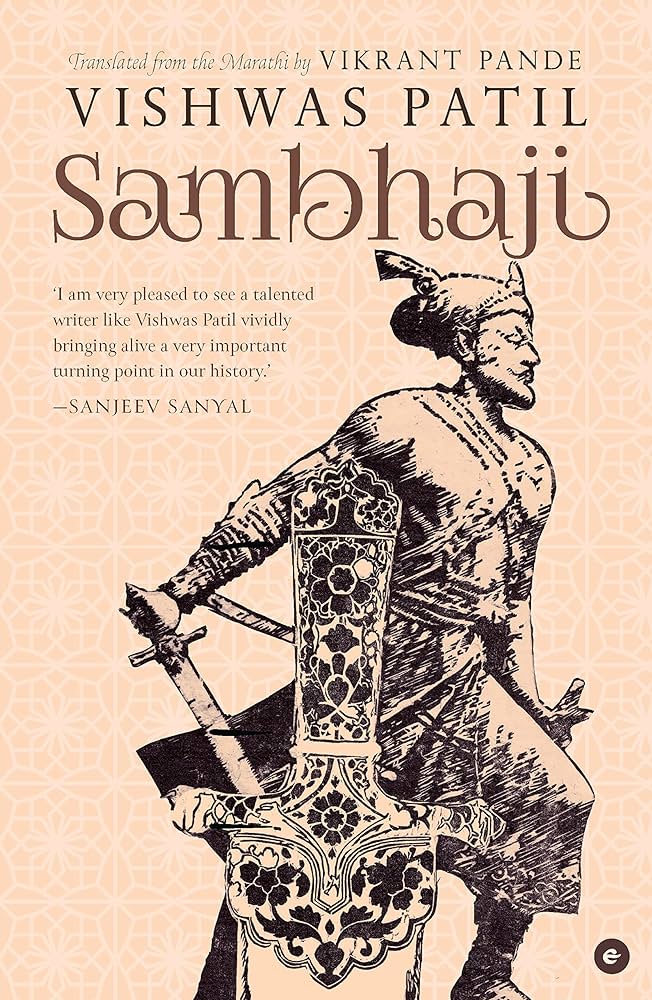 Translated from the Marathi by VIKRANT PANDE
VISHWAS PATIL
Sambhaji
‘I am very pleased to see a talented
writer like Vishwas Patil vividly
bringing alive a very important
turning point in our history.’
—SANJEEV SANYAL
e